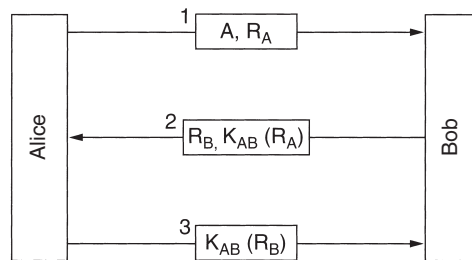 Alice
1
A, R_A
2
R_B, K_AB (R_A)
3
K_AB (R_B)
Bob